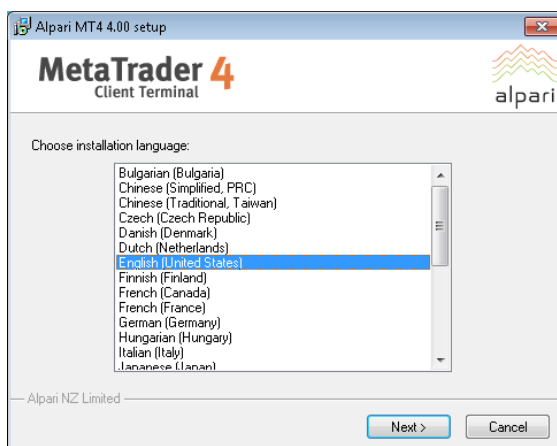 Alpari MT4 4.00 setup
MetaTrader 4
Client Terminal
alpari
Choose installation language:
Bulgarian (Bulgaria)
Chinese (Simplified, PRC)
Chinese (Traditional, Taiwan)
Czech (Czech Republic)
Danish (Denmark)
Dutch (Netherlands)
English (United States)
Finnish (Finland)
French (Canada)
French (France)
German (Germany)
Hungarian (Hungary)
Italian (Italy)
Japanese (Japan)
Alpari NZ Limited
Next >
Cancel